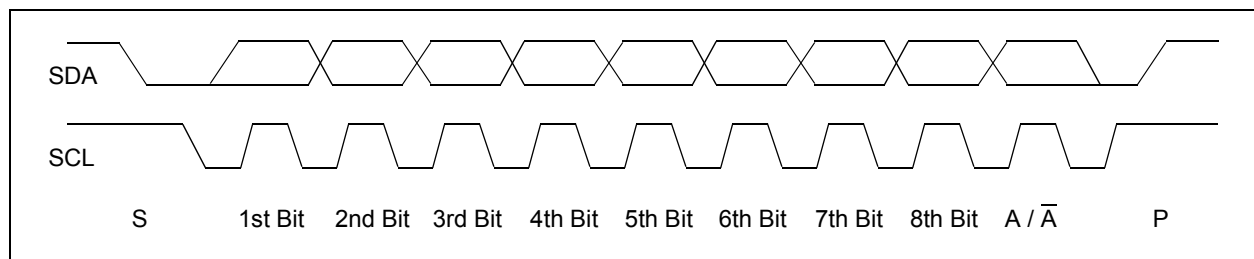 SDA
SCL
S 1st Bit 2nd Bit 3rd Bit 4th Bit 5th Bit 6th Bit 7th Bit 8th Bit A / A̅ P